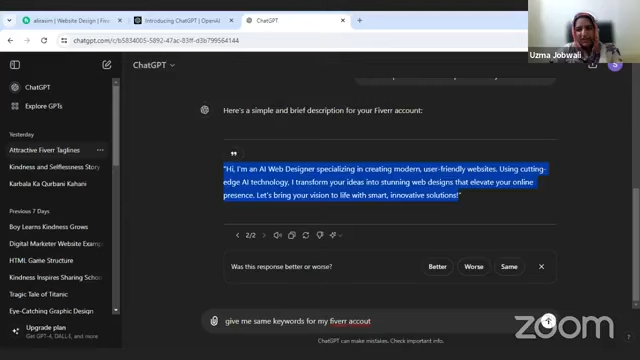 alirexim | Website Design | Fiverr
Introducing ChatGPT | OpenAI
ChatGPT
chatgpt.com/c/b5834005-5892-47ac-83ff-d3b799564144
Uzma Jobwali
S
ChatGPT
ChatGPT
Explore GPTs
Here's a simple and brief description for your Fiverr account:
Yesterday
Attractive Fiverr Taglines
Kindness and Selflessness Story
Karbala Ka Qurbani Kahani
"Hi, I'm an AI Web Designer specializing in creating modern, user-friendly websites. Using cutting-
edge AI technology, I transform your ideas into stunning web designs that elevate your online
presence. Let's bring your vision to life with smart, innovative solutions!"
Previous 7 Days
Boy Learns Kindness Grows
Digital Marketer Website Exam
HTML Game Structure
Kindness Inspires Sharing Clas
Tragic Tale of Titanic
Eye-Catching Graphic Design
2/2
Was this response better or worse?
Better
Worse
Same
give me same keywords for my fiverr accout
Upgrade plan
Get GPT-4, DALL·E, and more
ChatGPT can make mistakes. Check important info.
zoom